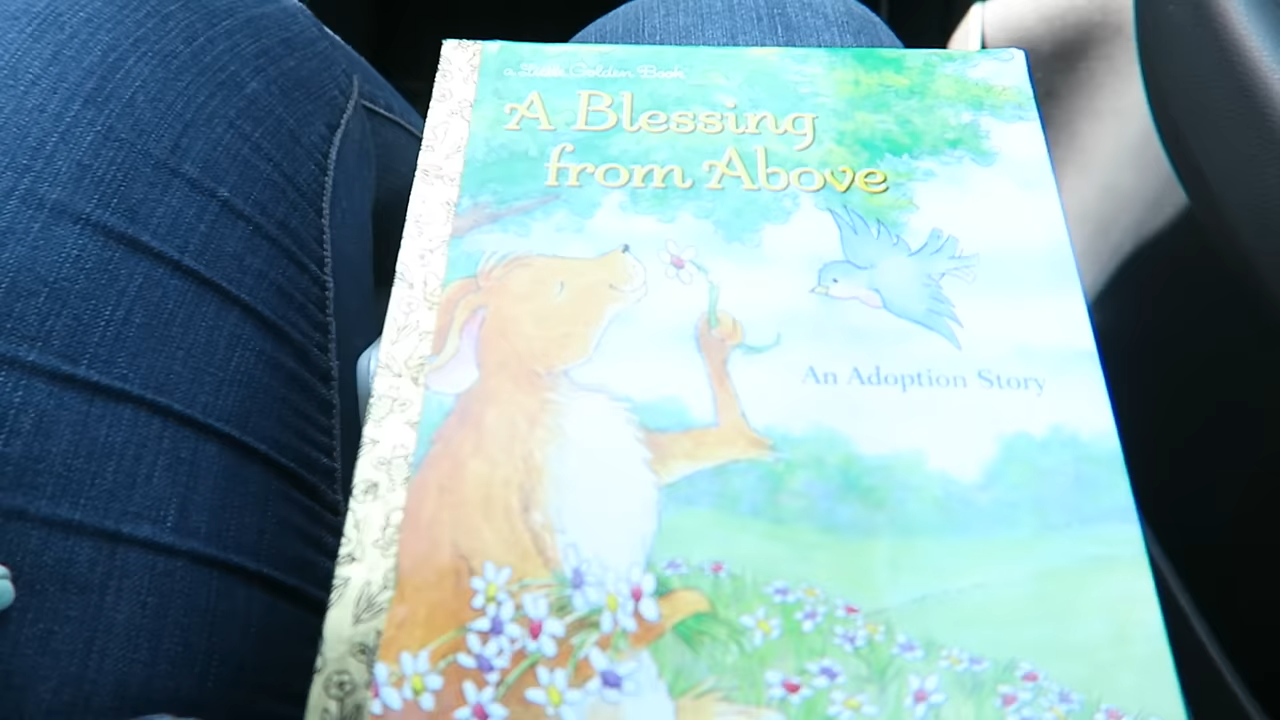 a Little Golden Book
A Blessing
from Above
An Adoption Story